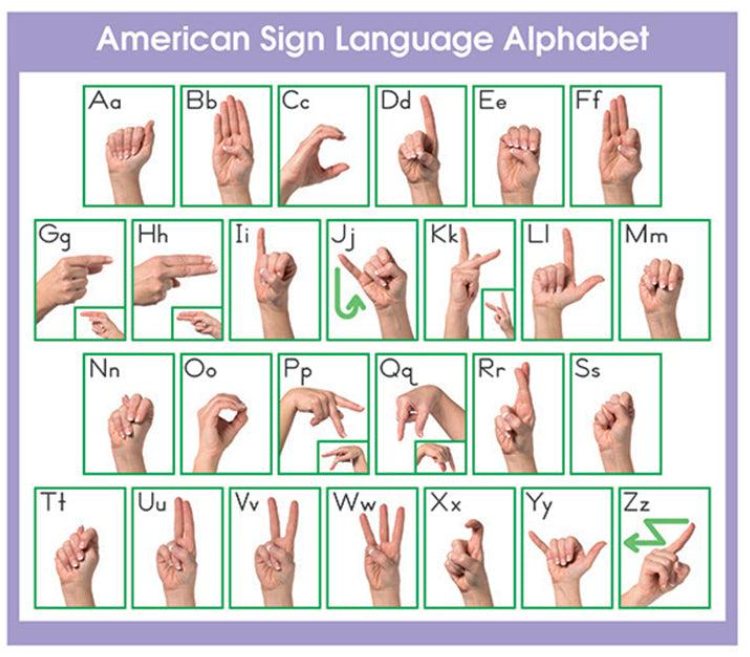 American Sign Language Alphabet
Aa Bb Cc Dd Ee Ff
Gg Hh Ii Jj Kk Ll Mm
Nn Oo Pp Qq Rr Ss
Tt Uu Vv Ww Xx Yy Zz